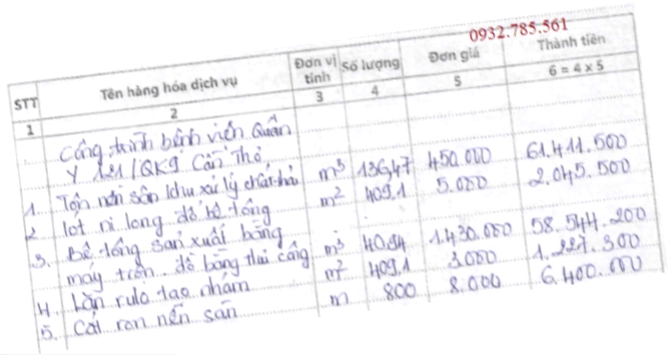 0932.785.561
STT Tên hàng hóa dịch vụ Đơn vị tính Số lượng Đơn giá Thành tiền
1 2 3 4 5 6 = 4 x 5
Công trình bệnh viện Quân
Y 121/QK9 Cần Thơ,
1. Tôn nền sân khu xử lý chất thải m³ 136,47 450.000 61.411.500
2 lót ni long đổ bê tông m² 409,1 5.000 2.045.500
3. Bê tông sản xuất bằng
máy trộn đổ bằng thủ công m³ 40,94 1.430.000 58.544.200
4. Lăn rulo tạo nhám m² 409,1 3.000 1.227.300
5. Cắt ron nền sân m 800 8.000 6.400.000